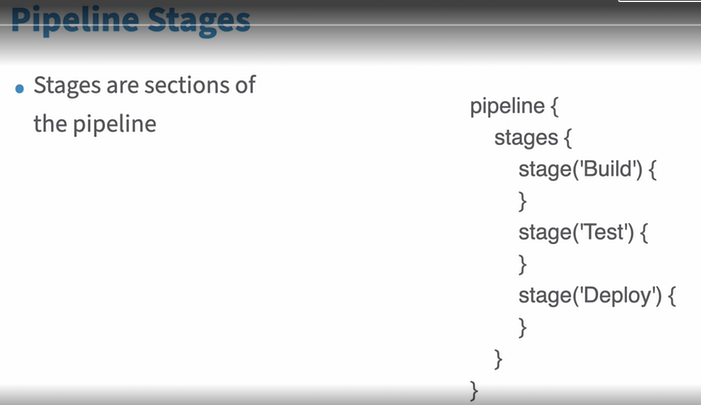 Pipeline Stages
• Stages are sections of
the pipeline
pipeline {
stages {
stage('Build') {
}
stage('Test') {
}
stage('Deploy') {
}
}
}